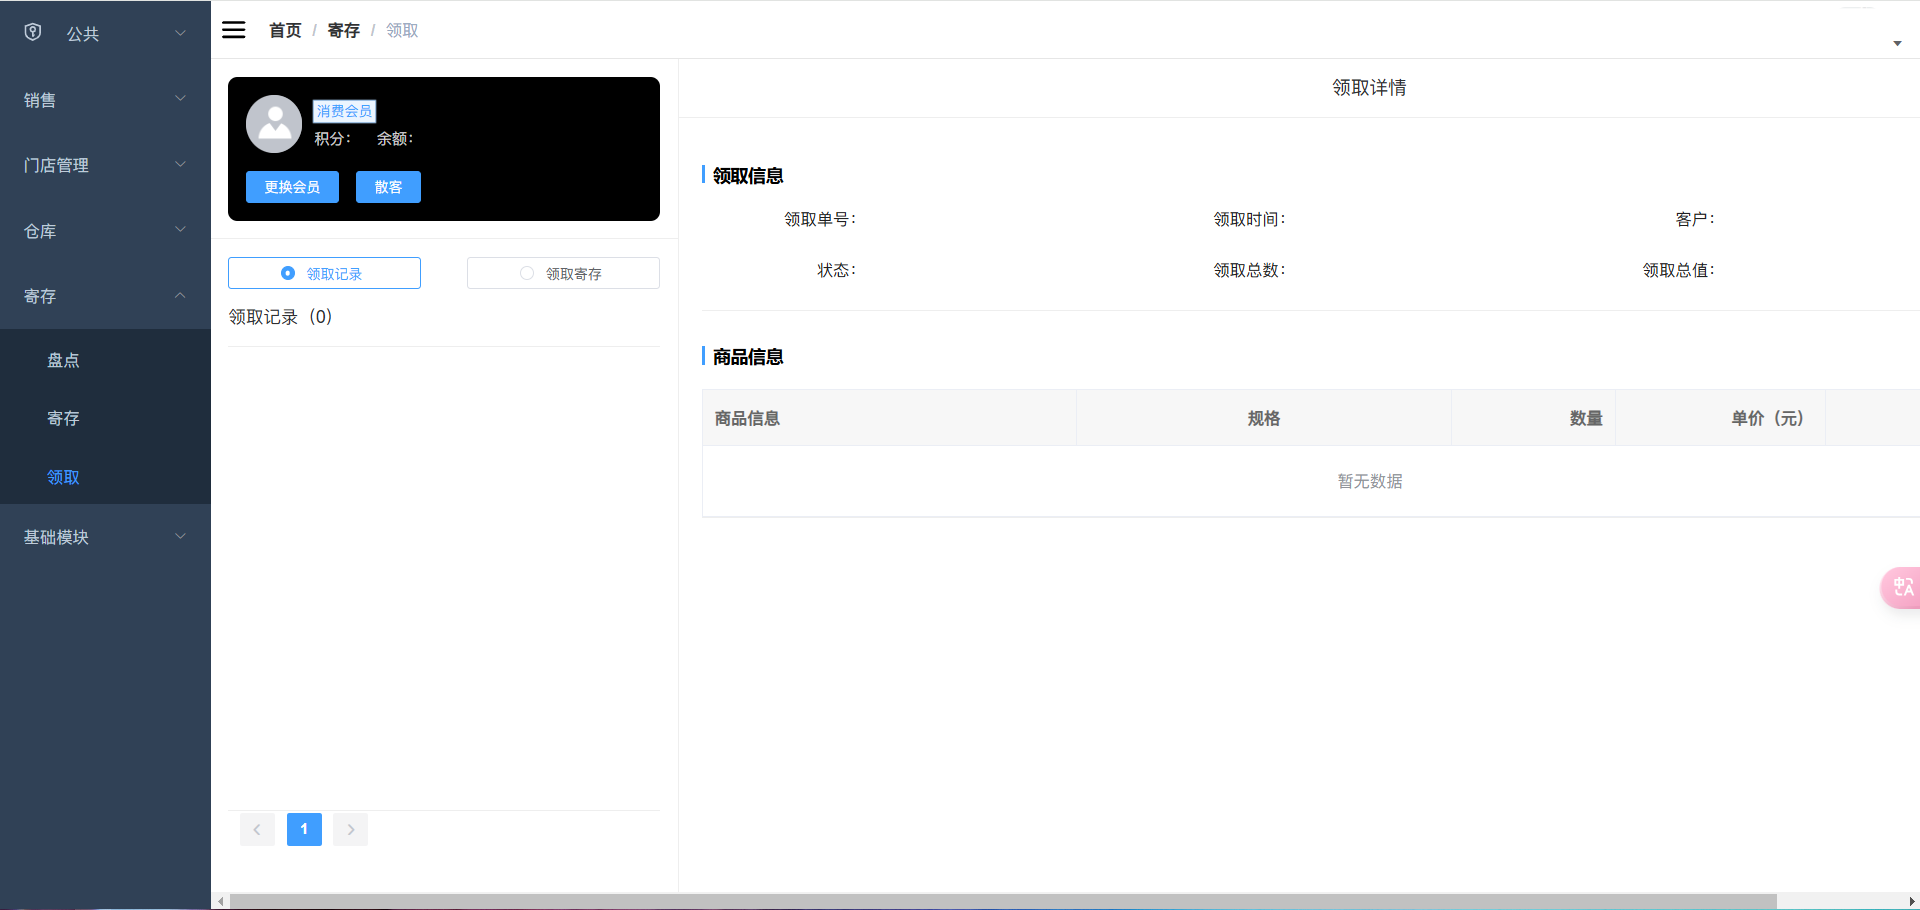 公共
销售
门店管理
仓库
寄存
盘点
寄存
领取
基础模块
首页 / 寄存 / 领取
消费会员
积分： 余额：
更换会员 散客
领取记录 领取寄存
领取记录（0）
1
领取详情
领取信息
领取单号： 领取时间： 客户：
状态： 领取总数： 领取总值：
商品信息
商品信息 规格 数量 单价（元）
暂无数据
中A